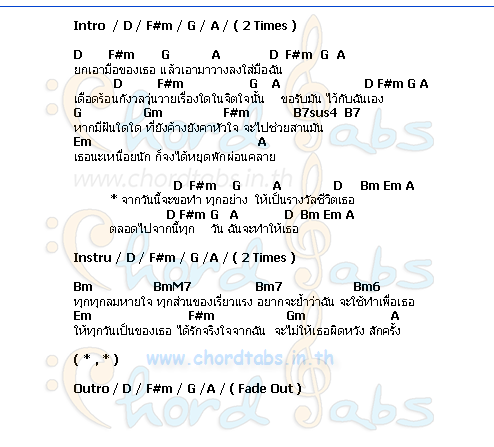 Intro / D / F#m / G / A / ( 2 Times )
D F#m G A D F#m G A
ยกเอามือของเธอ แล้วเอามาวางลงใส่มือฉัน
D F#m G A D F#m G A
เดือดร้อนกังวลวุ่นวายเรื่องใดในจิตใจนั้น ขอรับมัน ไว้กับฉันเอง
G Gm F#m B7sus4 B7
หากมีฝันใดใด ที่ยังค้างยังคาหัวใจ จะไปช่วยสานมัน
Em A
เธอนะเหนื่อยนัก ก็จงได้หยุดพักผ่อนคลาย
www.chordtabs.in.th
D F#m G A D Bm Em A
* จากวันนี้จะขอทำ ทุกอย่าง ให้เป็นรางวัลชีวิตเธอ
D F#m G A D Bm Em A
ตลอดไปจากนี้ทุก วัน ฉันจะทำให้เธอ
Instru / D / F#m / G /A / ( 2 Times )
Bm BmM7 Bm7 Bm6
ทุกทุกลมหายใจ ทุกส่วนของเรี่ยวแรง อยากจะย้ำว่าฉัน จะใช้ทำเพื่อเธอ
Em F#m Gm A
ให้ทุกวันเป็นของเธอ ได้รักจริงใจจากฉัน จะไม่ให้เธอผิดหวัง สักครั้ง
( * , * )
www.chordtabs.in.th
Outro / D / F#m / G /A / ( Fade Out )